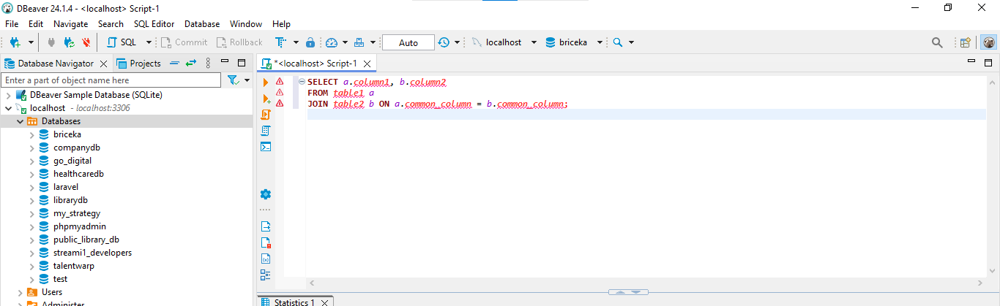 DBeaver 24.1.4 - <localhost> Script-1
File Edit Navigate Search SQL Editor Database Window Help
SQL Commit Rollback Auto localhost briceka
Database Navigator Projects
*<localhost> Script-1
Enter a part of object name here
DBeaver Sample Database (SQLite)
localhost - localhost:3306
Databases
briceka
companydb
go_digital
healthcaredb
laravel
librarydb
my_strategy
phpmyadmin
public_library_db
streami1_developers
talentwarp
test
Users
Administer
SELECT a.column1, b.column2
FROM table1 a
JOIN table2 b ON a.common_column = b.common_column;
Statistics 1